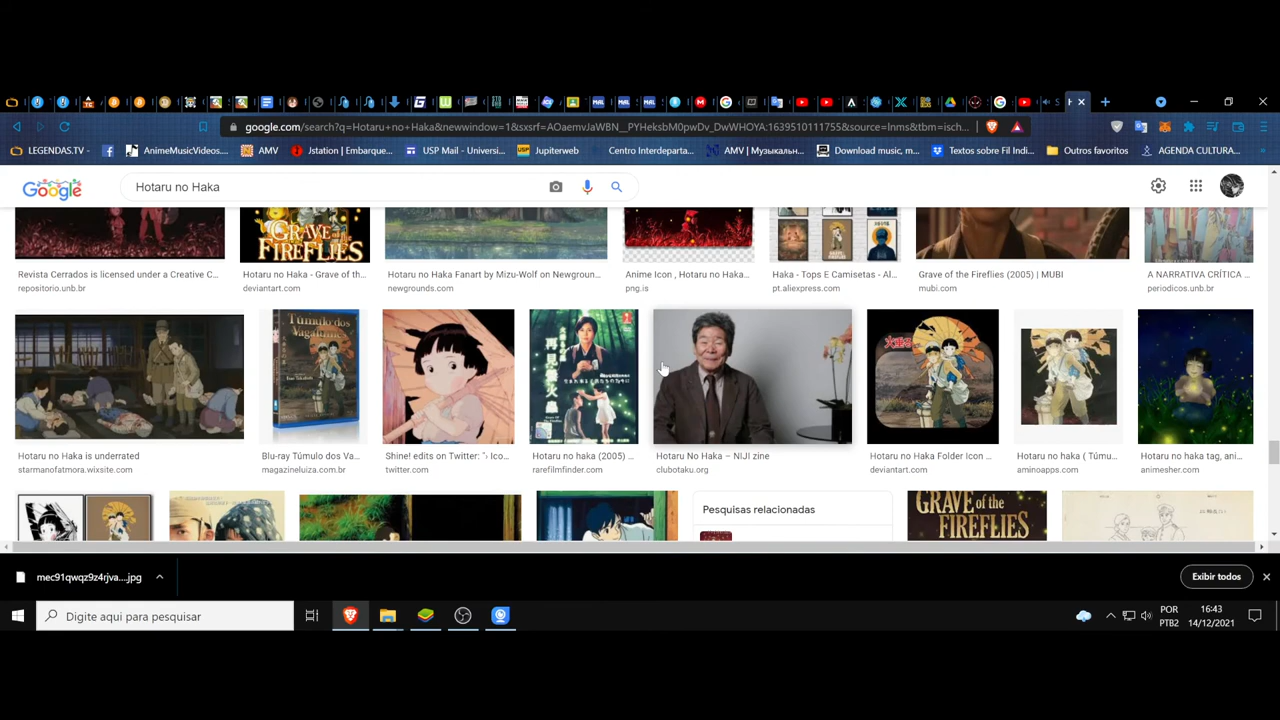 google.com/search?q=Hotaru+no+Haka&newwindow=1&sxsrf=AOaemvJaWBN__PYHeksbM0pwDv_DwWHOYA:1639510111755&source=lnms&tbm=isch...
LEGENDAS.TV -
AnimeMusicVideos...
AMV
Jstation | Embarque...
USP Mail - Universi...
Jupiterweb
Centro Interdeparta...
AMV | Музыкальн...
Download music, m...
Textos sobre Fil Indi...
Outros favoritos
AGENDA CULTURA...
Google
Hotaru no Haka
GRAVE of the
FIREFLIES
Revista Cerrados is licensed under a Creative C...
repositorio.unb.br
Hotaru no Haka - Grave of th...
deviantart.com
Hotaru no Haka Fanart by Mizu-Wolf on Newgroun...
newgrounds.com
Anime Icon , Hotaru no Haka...
png.is
Haka - Tops E Camisetas - Al...
pt.aliexpress.com
Grave of the Fireflies (2005) | MUBI
mubi.com
A NARRATIVA CRÍTICA ...
periodicos.unb.br
Túmulo dos
Vagalumes
再見螢火蟲
Hotaru no Haka is underrated
starmanofatmora.wixsite.com
Blu-ray Túmulo dos Va...
magazineluiza.com.br
Shine! edits on Twitter: "› Ico...
twitter.com
Hotaru no haka (2005) ...
rarefilmfinder.com
Hotaru No Haka – NIJI zine
clubotaku.org
Hotaru no Haka Folder Icon ...
deviantart.com
Hotaru no Haka ( Túmu...
aminoapps.com
Hotaru no haka tag, ani...
animesher.com
Pesquisas relacionadas
GRAVE of the
FIREFLIES
mec91qwqz9z4rjva....jpg
Exibir todos
Digite aqui para pesquisar
POR
PTB2
16:43
14/12/2021